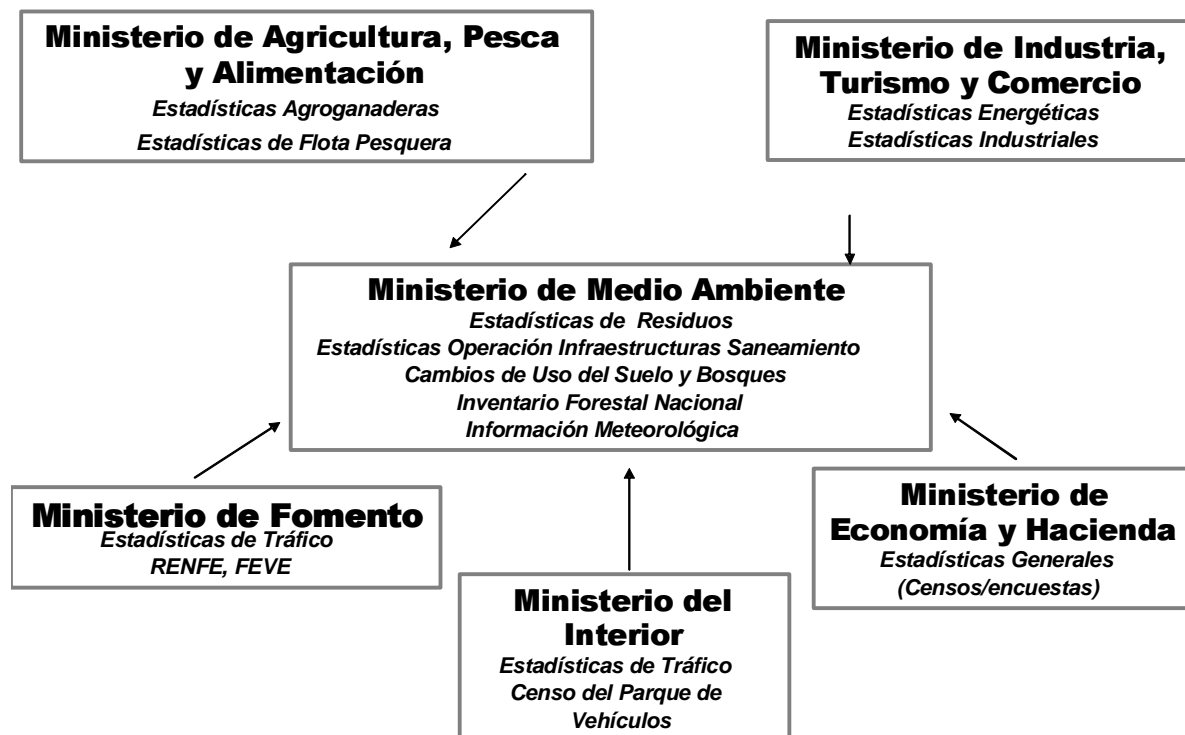 Ministerio de Agricultura, Pesca
y Alimentación
Estadísticas Agroganaderas
Estadísticas de Flota Pesquera
Ministerio de Industria,
Turismo y Comercio
Estadísticas Energéticas
Estadísticas Industriales
Ministerio de Medio Ambiente
Estadísticas de Residuos
Estadísticas Operación Infraestructuras Saneamiento
Cambios de Uso del Suelo y Bosques
Inventario Forestal Nacional
Información Meteorológica
Ministerio de Fomento
Estadísticas de Tráfico
RENFE, FEVE
Ministerio del
Interior
Estadísticas de Tráfico
Censo del Parque de
Vehículos
Ministerio de
Economía y Hacienda
Estadísticas Generales
(Censos/encuestas)